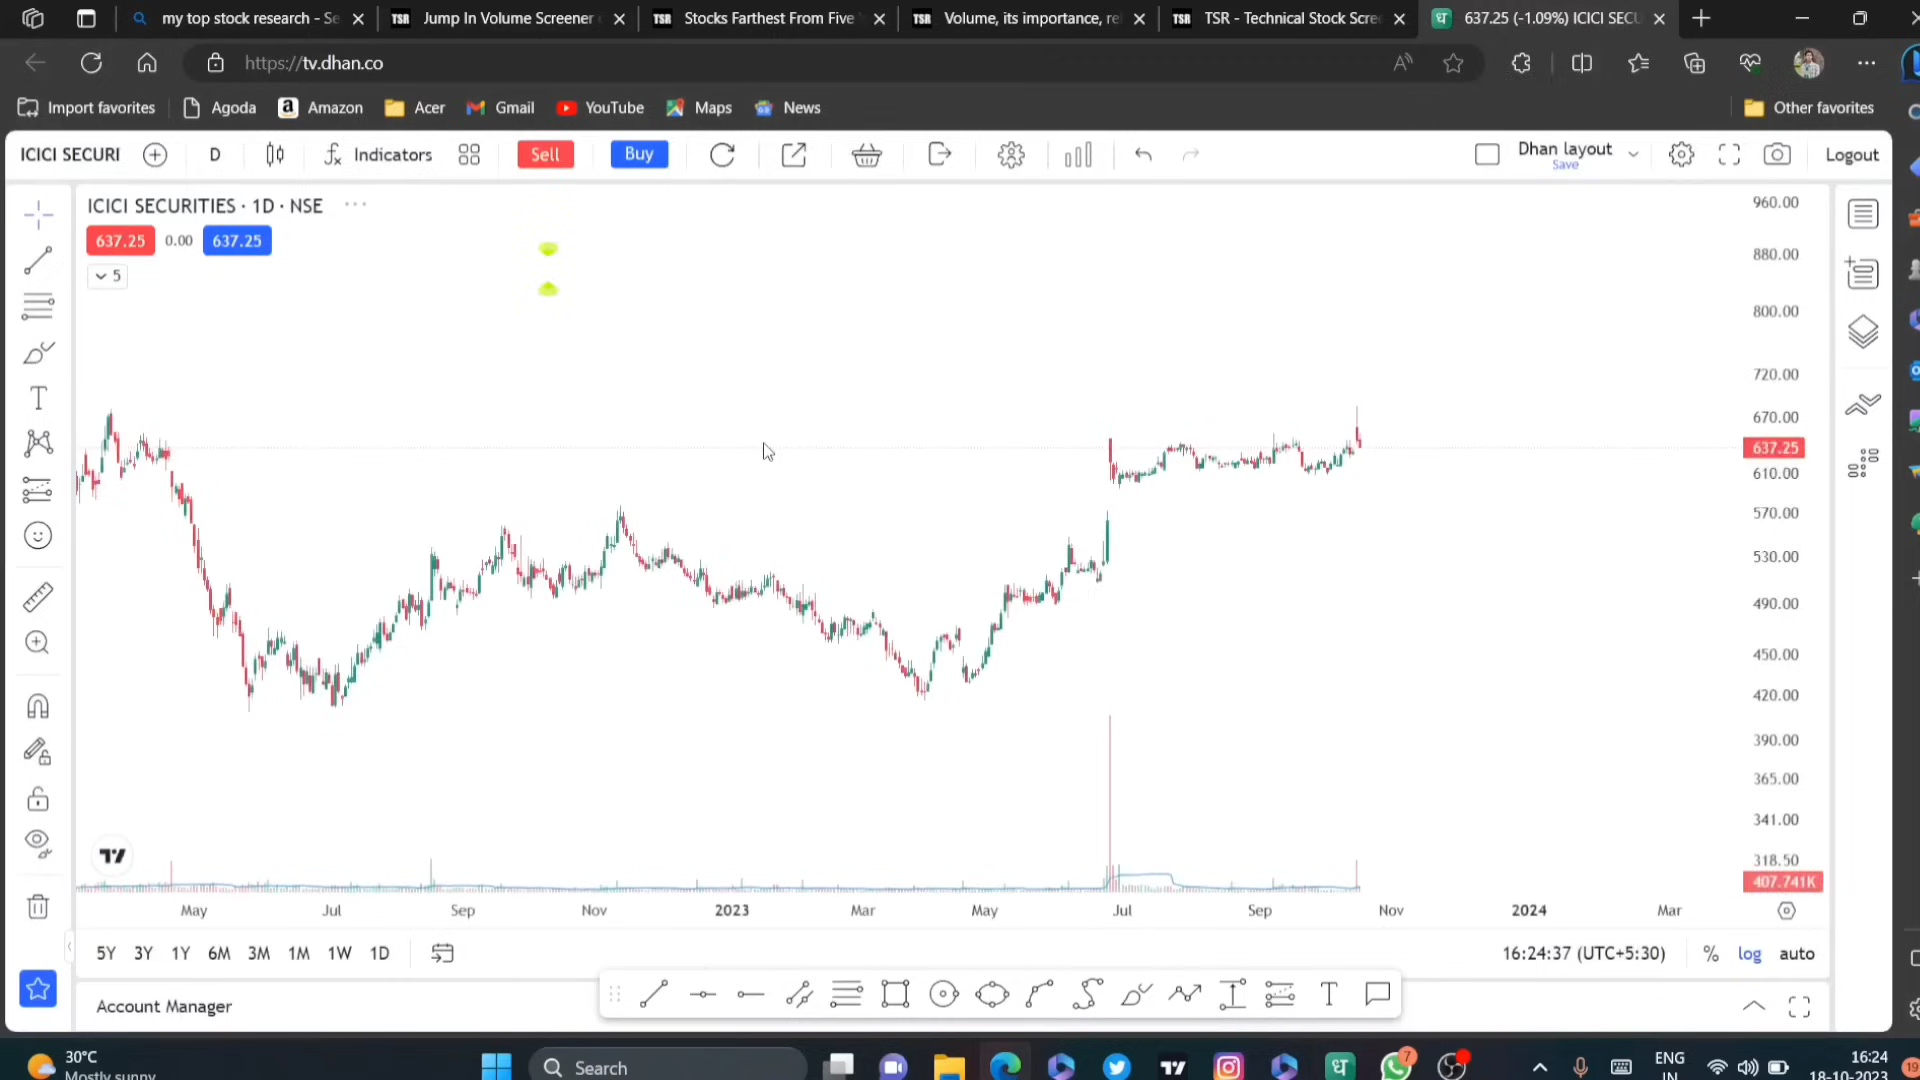 my top stock research - Se
TSR Jump In Volume Screener
TSR Stocks Farthest From Five
TSR Volume, its importance, re
TSR TSR - Technical Stock Scre
ध 637.25 (-1.09%) ICICI SECU
https://tv.dhan.co
Import favorites Agoda Amazon Acer Gmail YouTube Maps News Other favorites
ICICI SECURI D Indicators Sell Buy Dhan layout Logout
Save
ICICI SECURITIES · 1D · NSE
637.25 0.00 637.25
5
960.00
880.00
800.00
720.00
670.00
637.25
610.00
570.00
530.00
490.00
450.00
420.00
390.00
365.00
341.00
318.50
407.741K
May Jul Sep Nov 2023 Mar May Jul Sep Nov 2024 Mar
5Y 3Y 1Y 6M 3M 1M 1W 1D 16:24:37 (UTC+5:30) % log auto
Account Manager
30°C
Mostly sunny
Search
ध
7
ENG
IN
16:24
18-10-2023
19